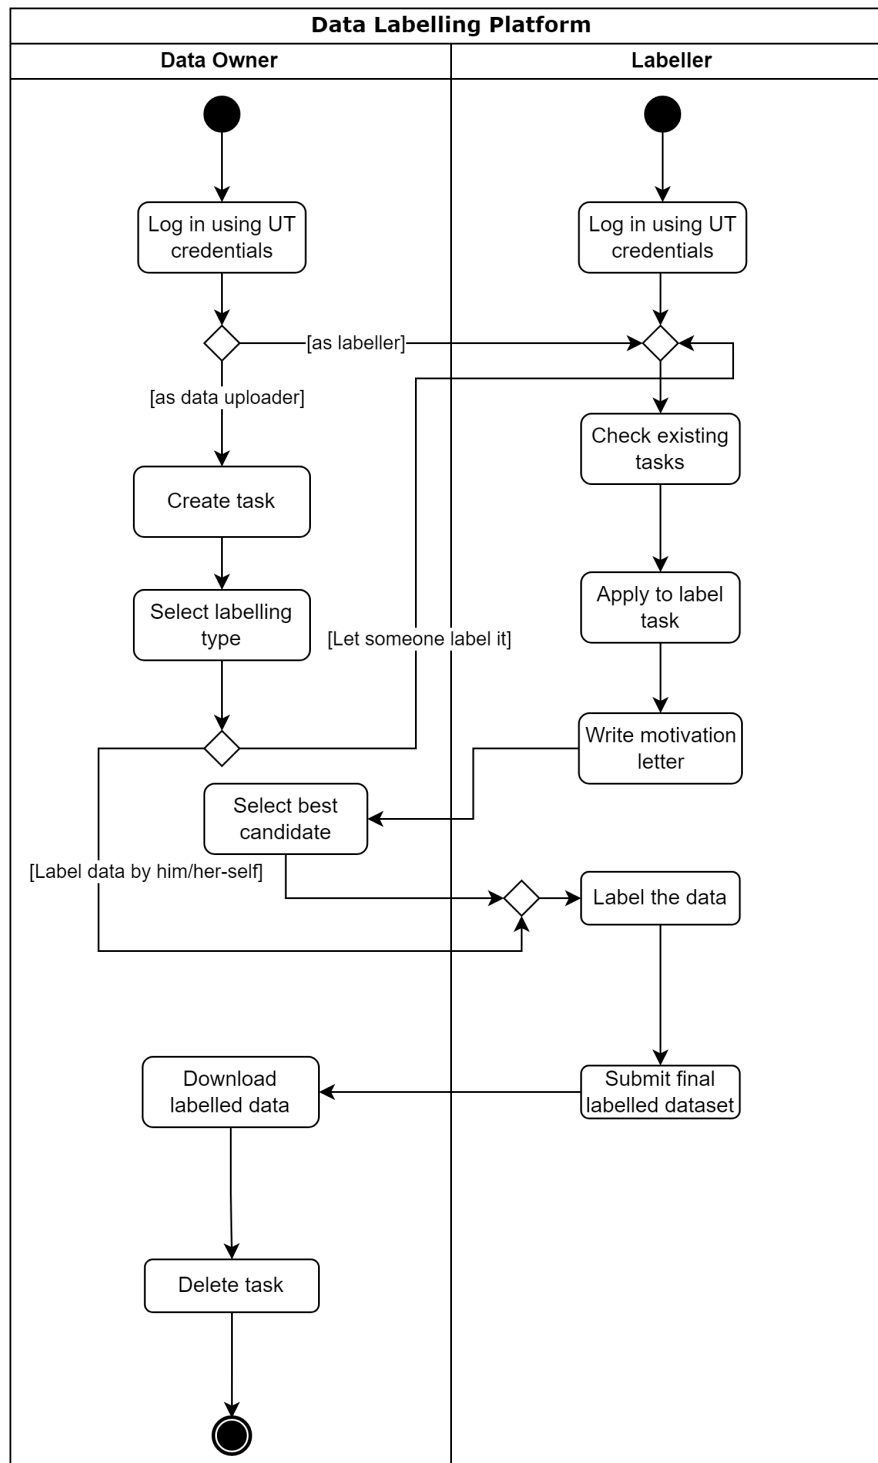 Data Labelling Platform
Data Owner
Labeller
Log in using UT
credentials
Log in using UT
credentials
[as labeller]
[as data uploader]
Check existing
tasks
Create task
Select labelling
type
Apply to label
task
[Let someone label it]
Write motivation
letter
Select best
candidate
[Label data by him/her-self]
Label the data
Download
labelled data
Submit final
labelled dataset
Delete task